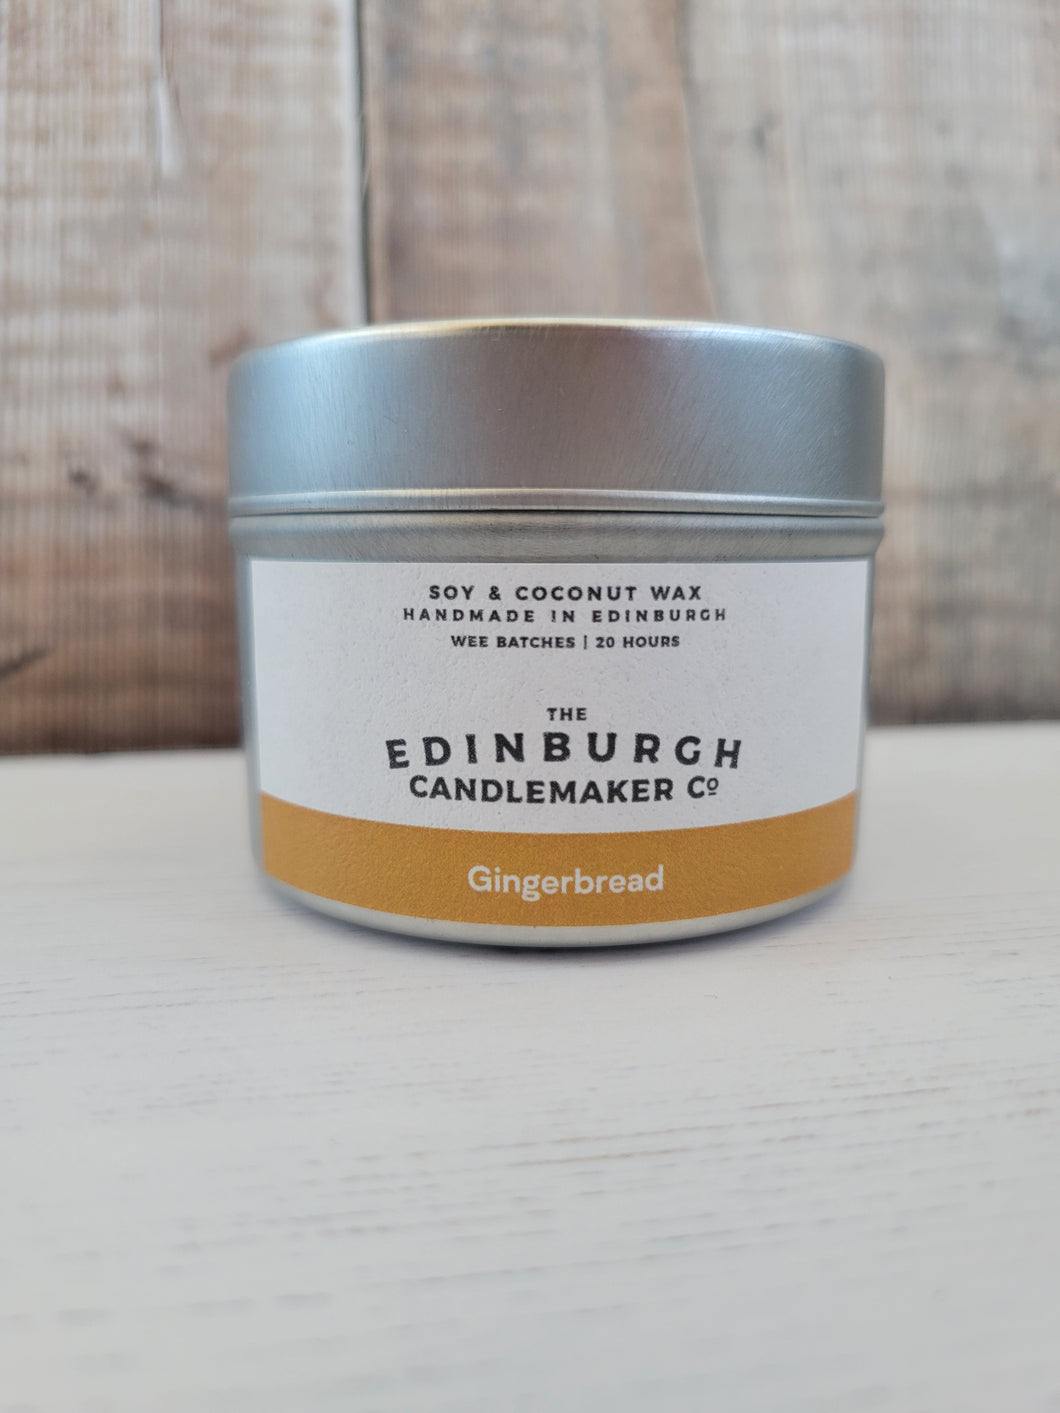 SOY & COCONUT WAX
HANDMADE IN EDINBURGH
WEE BATCHES | 20 HOURS
THE
EDINBURGH
CANDLEMAKER Cº
Gingerbread